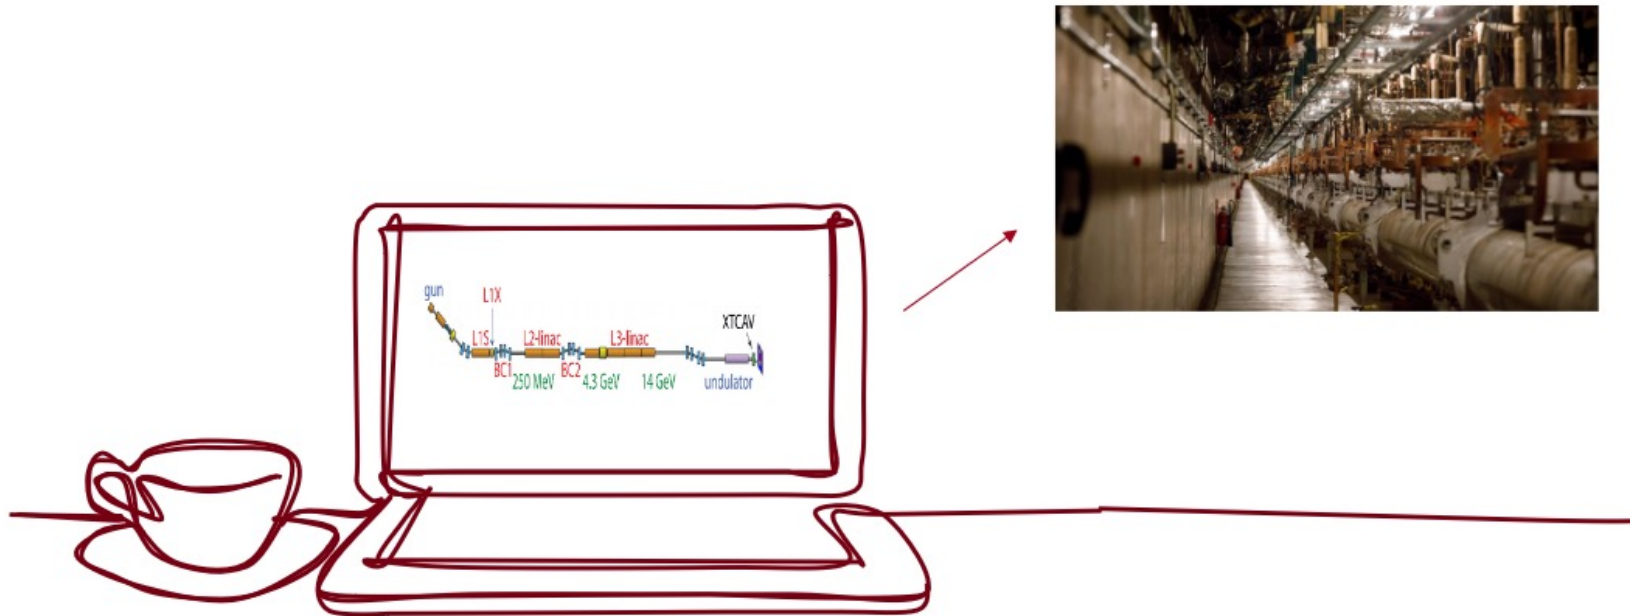 gun
L1X
L1S
L2-linac
L3-linac
XTCAV
BC1
250 MeV
BC2
4.3 GeV
14 GeV
undulator